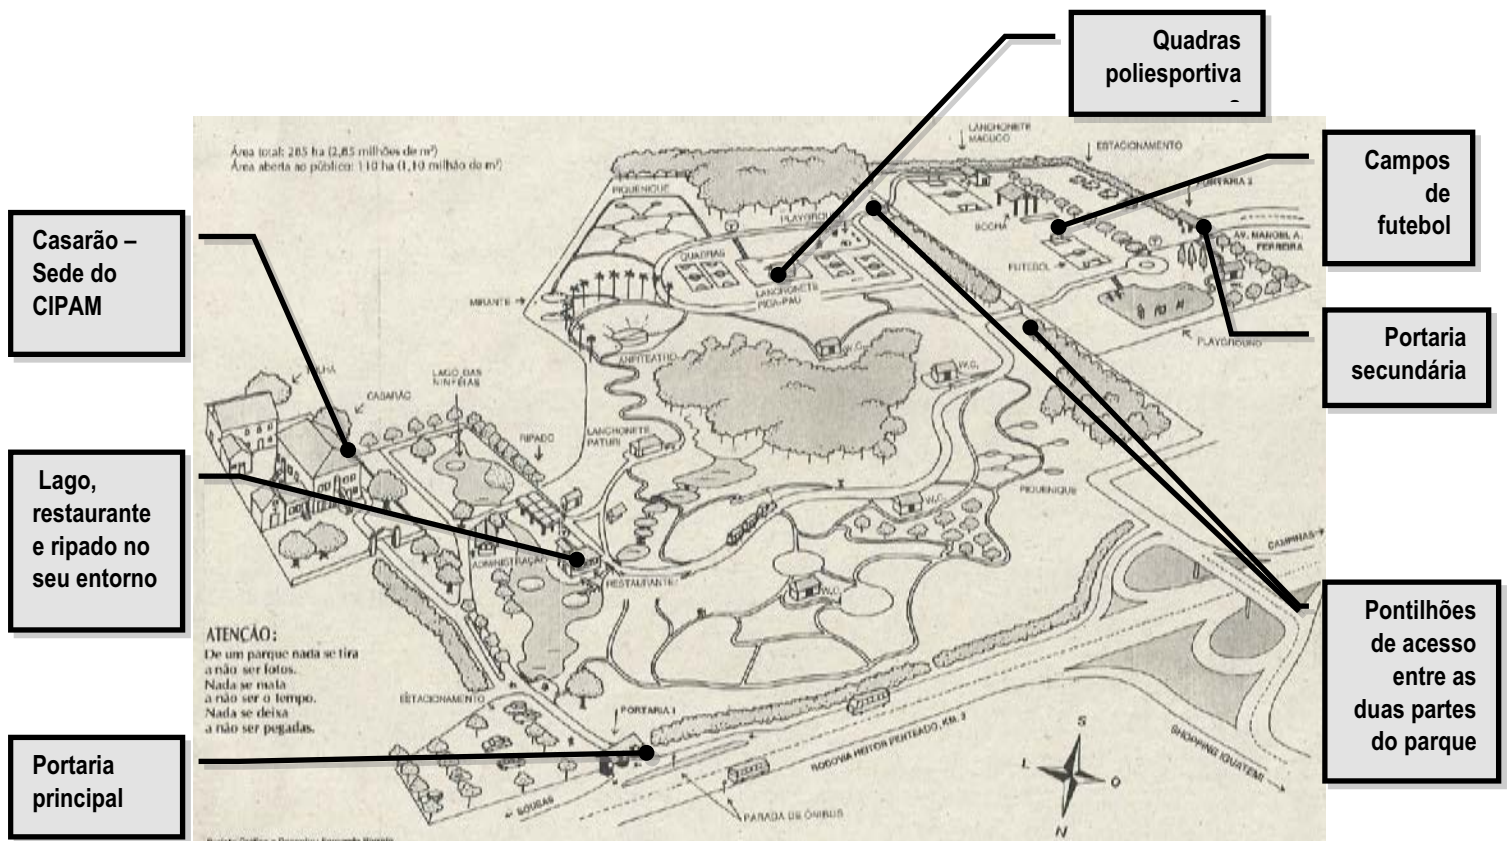 Quadras
poliesportiva
Campos
de
futebol
Casarão –
Sede do
CIPAM
Portaria
secundária
Lago,
restaurante
e ripado no
seu entorno
Pontilhões
de acesso
entre as
duas partes
do parque
Portaria
principal
Área total: 285 ha (2,85 milhões de m²)
Área aberta ao público: 110 ha (1,10 milhão de m²)
LANCHONETE
MACUCO
ESTACIONAMENTO
PORTARIA 2
PIQUENIQUE
PLAYGROUND
BOCHA
AV. MANOEL A.
FERREIRA
QUADRAS
FUTEBOL
LANCHONETE
PICA-PAU
MIRANTE
PLAYGROUND
ANFITEATRO
W.C.
W.C.
CASARÃO
LAGO DAS
NINFÉIAS
LANCHONETE
PATURI
RIPADO
PIQUENIQUE
W.C.
CAMPINAS
ADMINISTRAÇÃO
RESTAURANTE
W.C.
ATENÇÃO:
De um parque nada se tira
a não ser fotos.
Nada se mata
a não ser o tempo.
Nada se deixa
a não ser pegadas.
ESTACIONAMENTO
PORTARIA 1
RODOVIA HEITOR PENTEADO, KM. 3
SHOPPING IGUATEMI
S
L
O
N
SOUSAS
PARADA DE ÔNIBUS